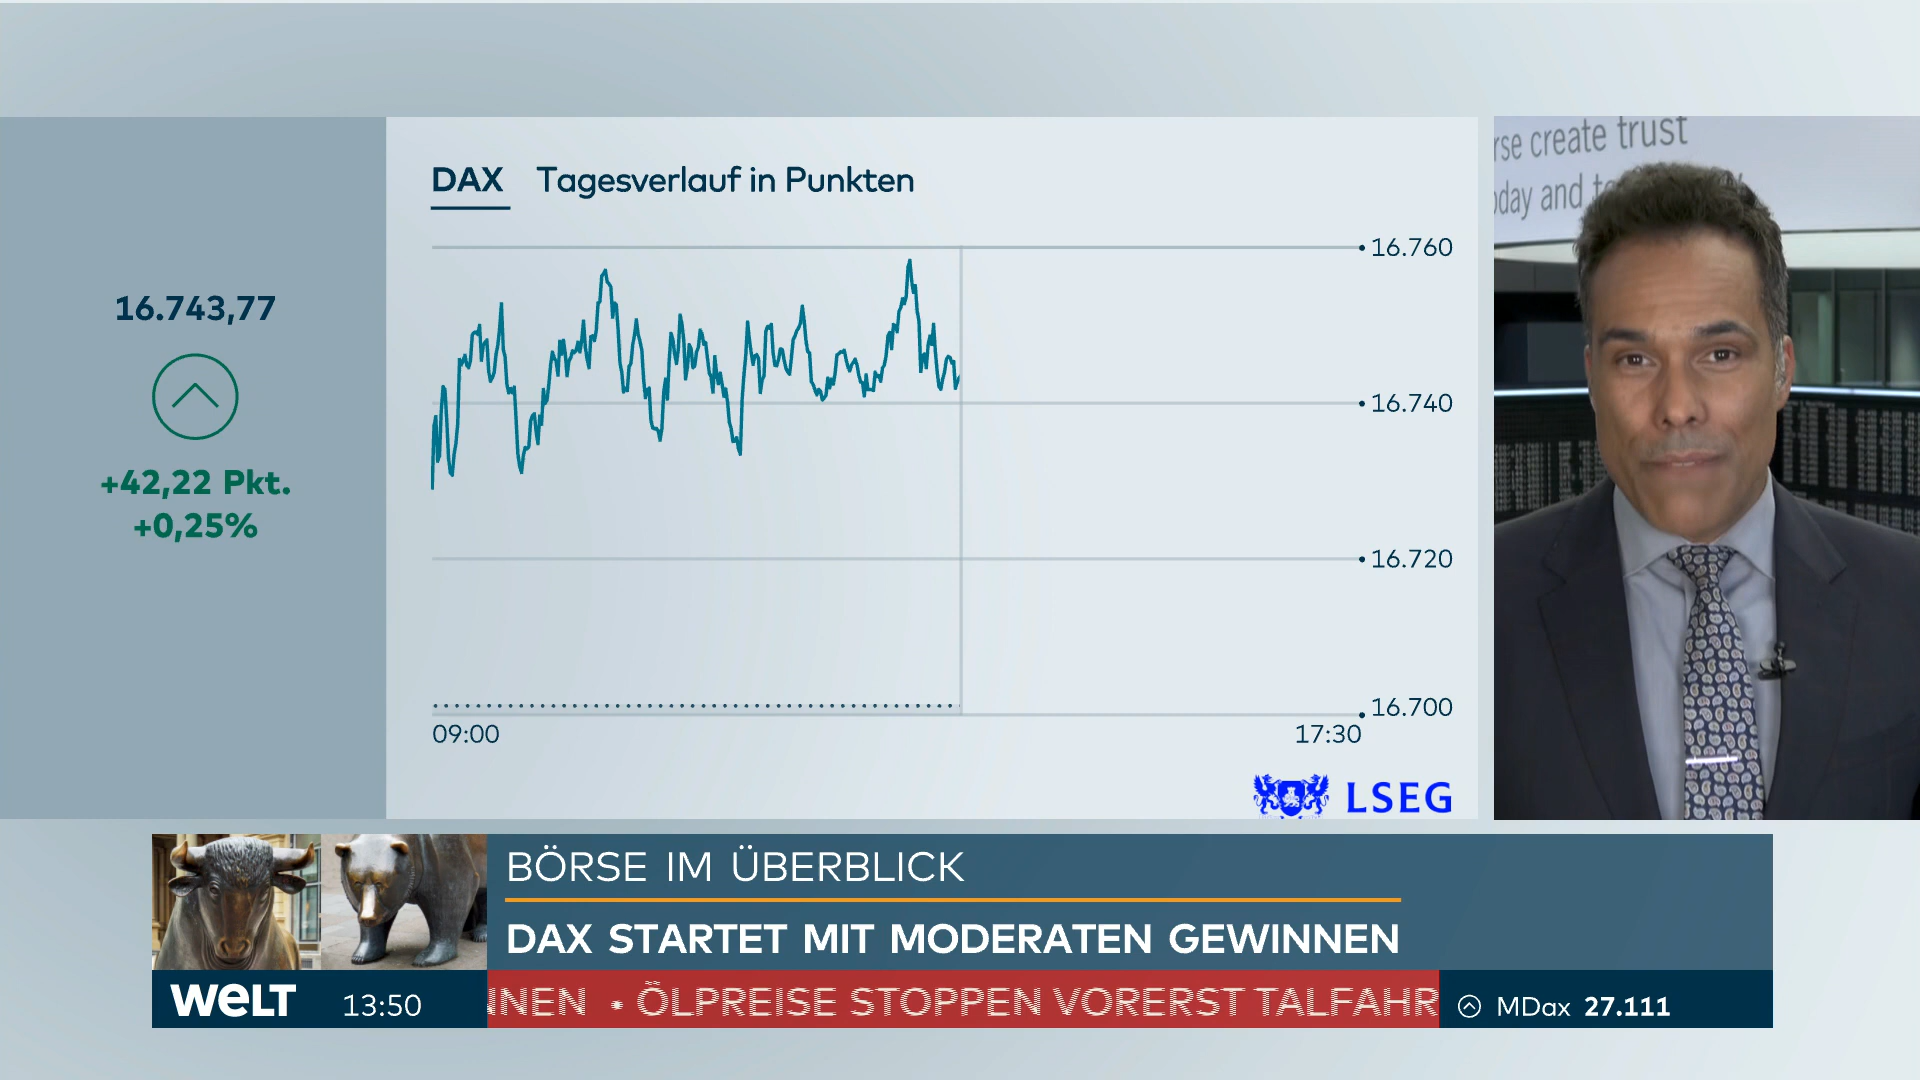 DAX Tagesverlauf in Punkten
16.743,77
+42,22 Pkt.
+0,25%
16.760
16.740
16.720
16.700
09:00 17:30
LSEG
rse create trust
day and
BÖRSE IM ÜBERBLICK
DAX STARTET MIT MODERATEN GEWINNEN
welt 13:50
NNEN • ÖLPREISE STOPPEN VORERST TALFAHR
MDax 27.111